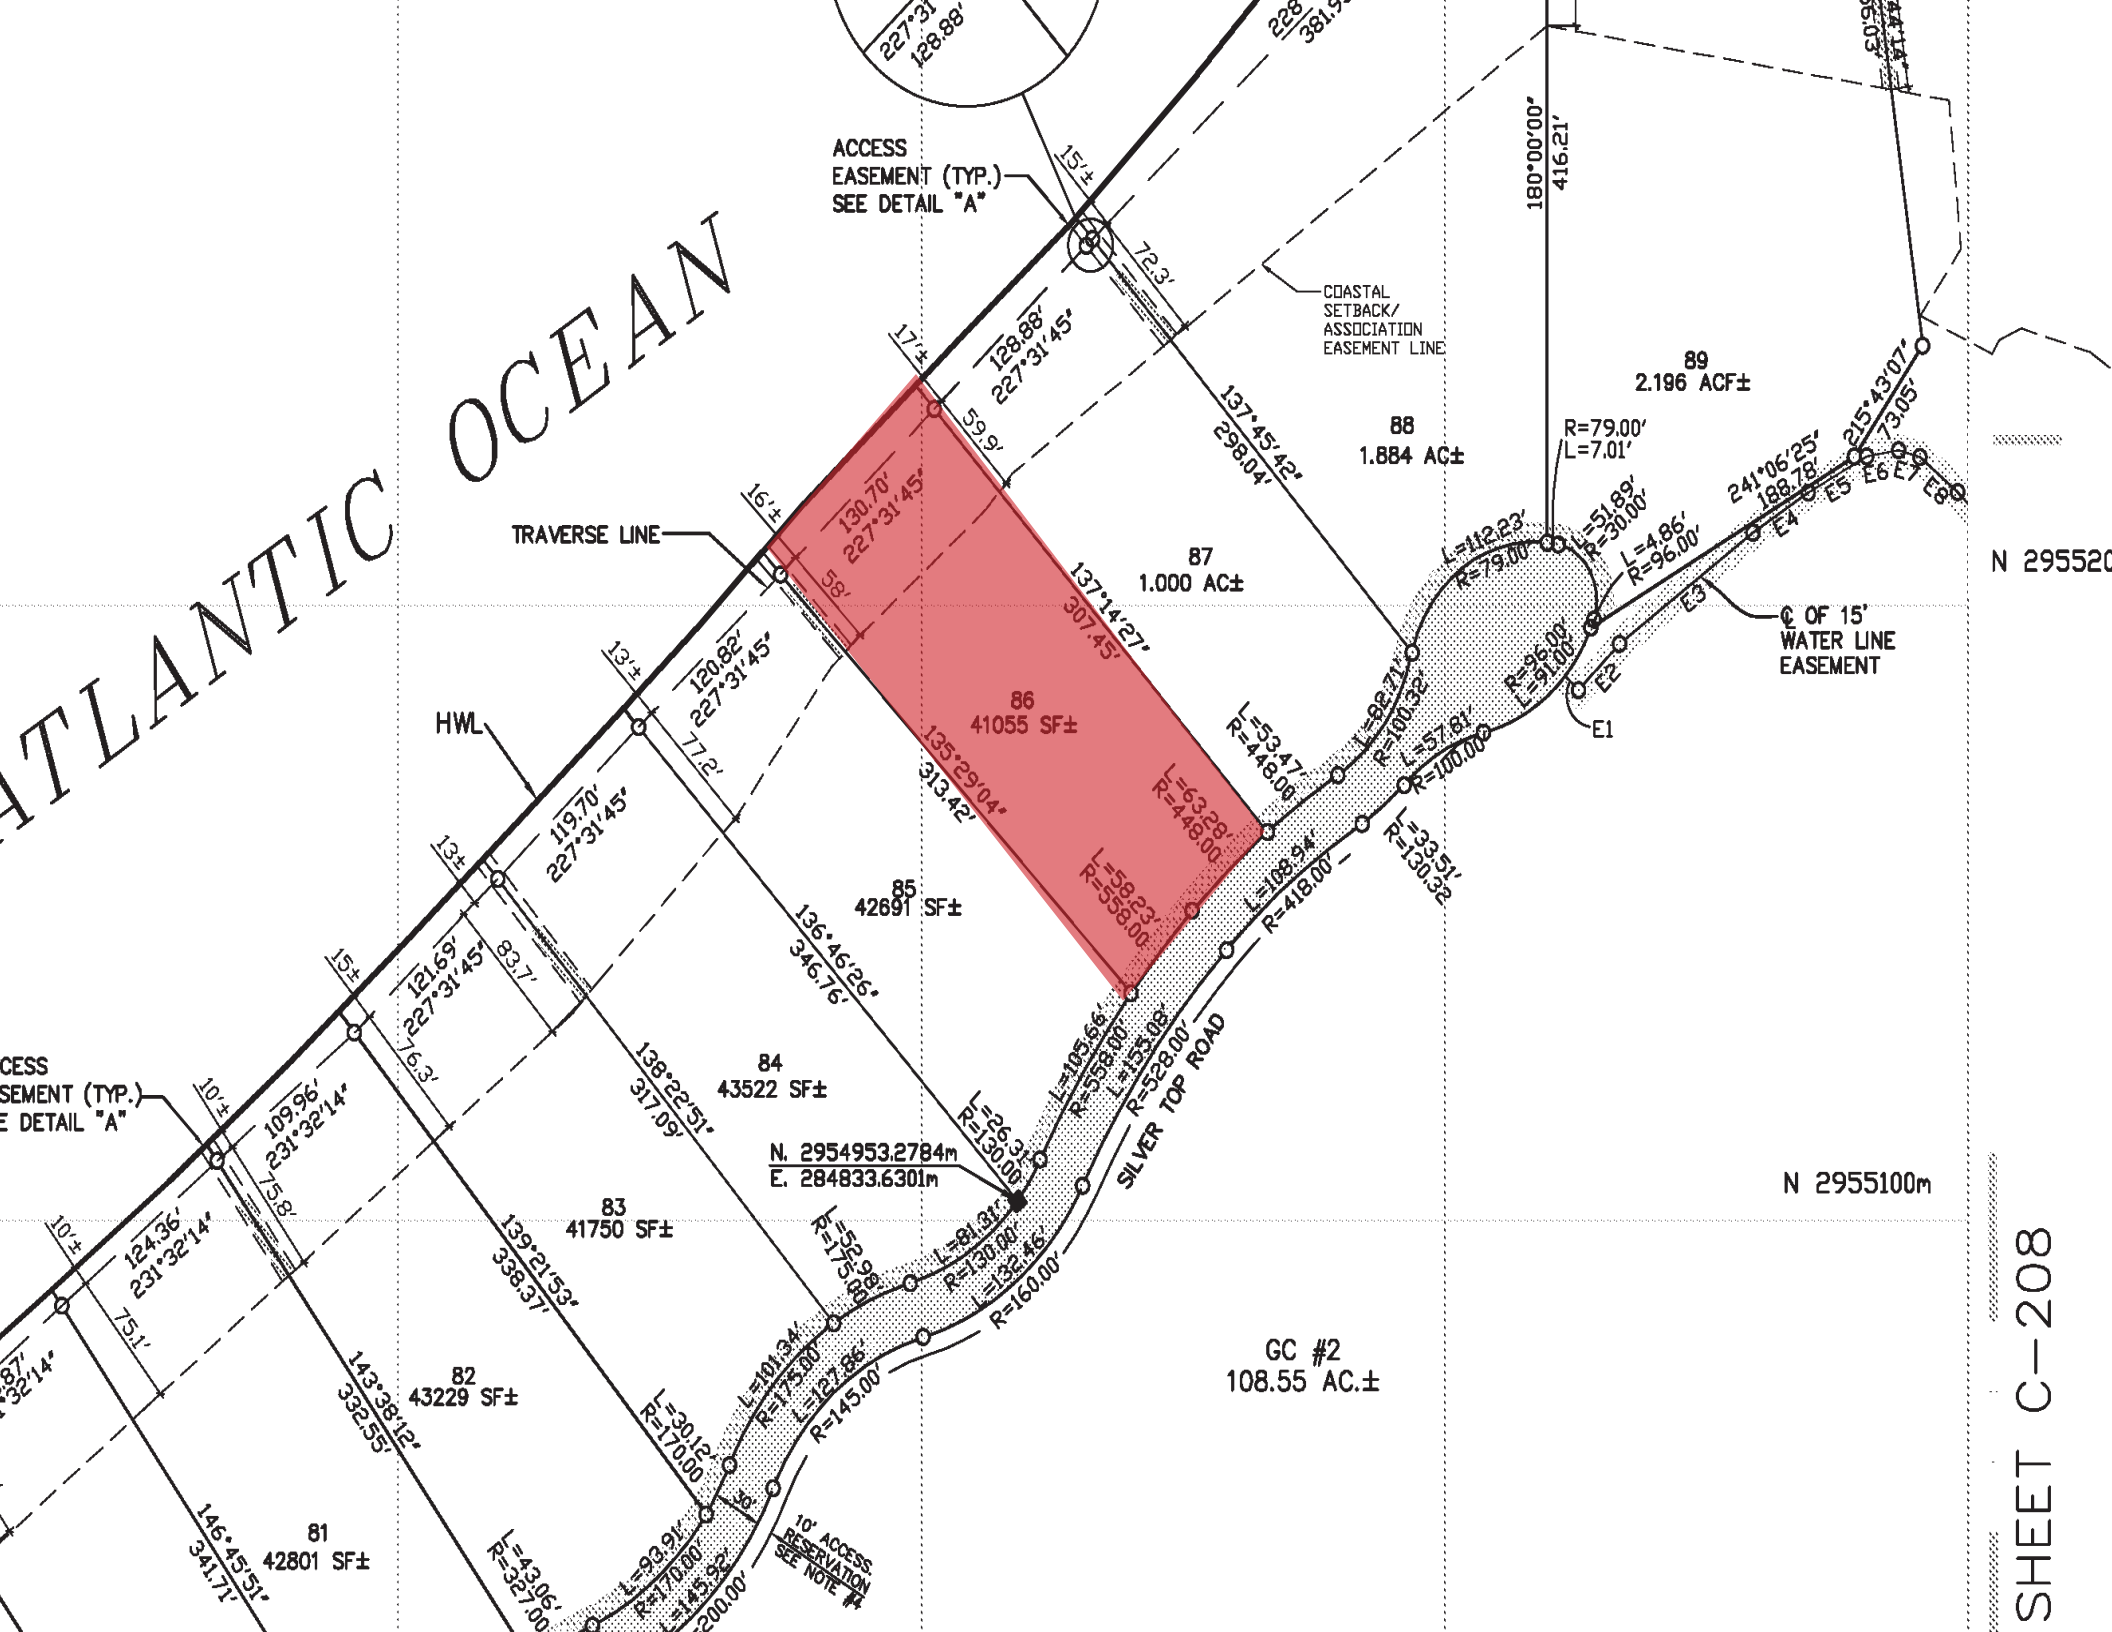 227°31'
128.88'
228
ACCESS
EASEMENT (TYP.)
SEE DETAIL "A"
15'±
72.3'
180°00'00"
416.21'
ATLANTIC OCEAN
17'±
128.88'
227°31'45"
COASTAL
SETBACK/
ASSOCIATION
EASEMENT LINE
89
2.196 ACF±
215°43'07"
73.05'
59.9'
137°45'42"
298.04'
88
1.884 AC±
R=79.00'
L=7.01'
241°06'25"
188.78'
E5
E6
E7
E8
E4
16'±
130.70'
227°31'45"
TRAVERSE LINE
58'
L=112.23'
R=79.00'
L=51.89'
R=30.00'
L=4.86'
R=96.00'
N 295520
87
1.000 AC±
137°14'27"
307.45'
E3
℄ OF 15'
WATER LINE
EASEMENT
13'±
120.82'
227°31'45"
R=96.00'
L=91.00'
E2
E1
HWL
77.2'
86
41055 SF±
L=82.71'
R=100.32'
L=53.47'
R=448.00
L=57.81'
R=100.00'
135°29'04"
313.42'
L=63.28'
R=448.00
119.70'
227°31'45"
13±
85
42691 SF±
L=58.23'
R=558.00
L=108.94'
R=418.00'
L=33.51'
R=130.32
121.69'
227°31'45"
83.7'
136°46'26"
346.76'
15±
76.3'
138°22'51"
317.09'
84
43522 SF±
L=105.66'
R=558.00'
L=155.08'
R=528.00'
SILVER TOP ROAD
CESS
SEMENT (TYP.)
E DETAIL "A"
10'±
109.96'
231°32'14"
L=26.31'
R=130.00'
N. 2954953.2784m
E. 284833.6301m
N 2955100m
75.8'
83
41750 SF±
10'±
124.36'
231°32'14"
139°21'53"
338.37'
L=52.98'
R=175.00
L=81.31'
R=130.00'
L=132.46'
R=160.00'
75.1'
87'
°32'14"
82
43229 SF±
143°38'12"
332.55'
L=101.34'
R=175.00'
L=127.86'
R=145.00'
GC #2
108.55 AC.±
L=30.12'
R=170.00
30'
10' ACCESS.
RESERVATION
SEE NOTE #4
81
42801 SF±
146°45'51"
341.71'
L=43.06'
R=327.00
L=93.91'
R=170.00'
L=145.92'
200.00'
SHEET C-208